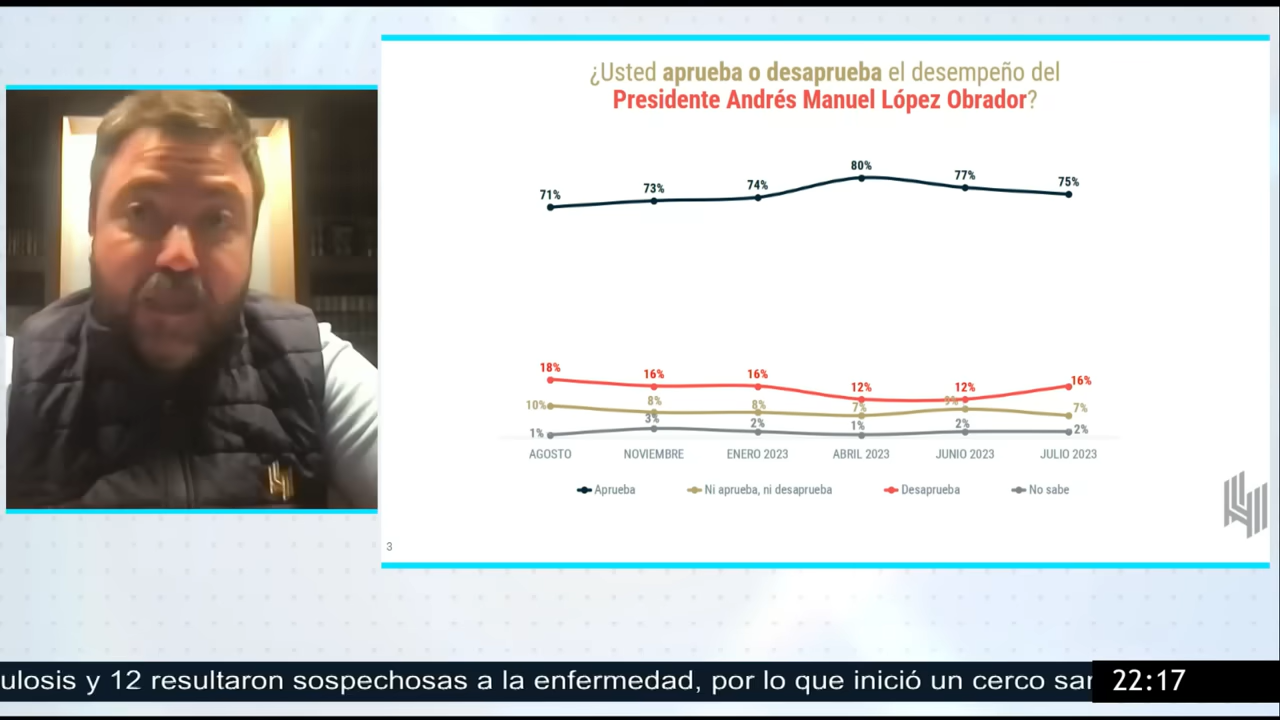 ¿Usted aprueba o desaprueba el desempeño del
Presidente Andrés Manuel López Obrador?
71% 73% 74% 80% 77% 75%
18% 16% 16% 12% 12% 16%
10% 8% 8% 7% 9% 7%
1% 3% 2% 1% 2% 2%
AGOSTO NOVIEMBRE ENERO 2023 ABRIL 2023 JUNIO 2023 JULIO 2023
Aprueba Ni aprueba, ni desaprueba Desaprueba No sabe
3
ulosis y 12 resultaron sospechosas a la enfermedad, por lo que inició un cerco sa
22:17